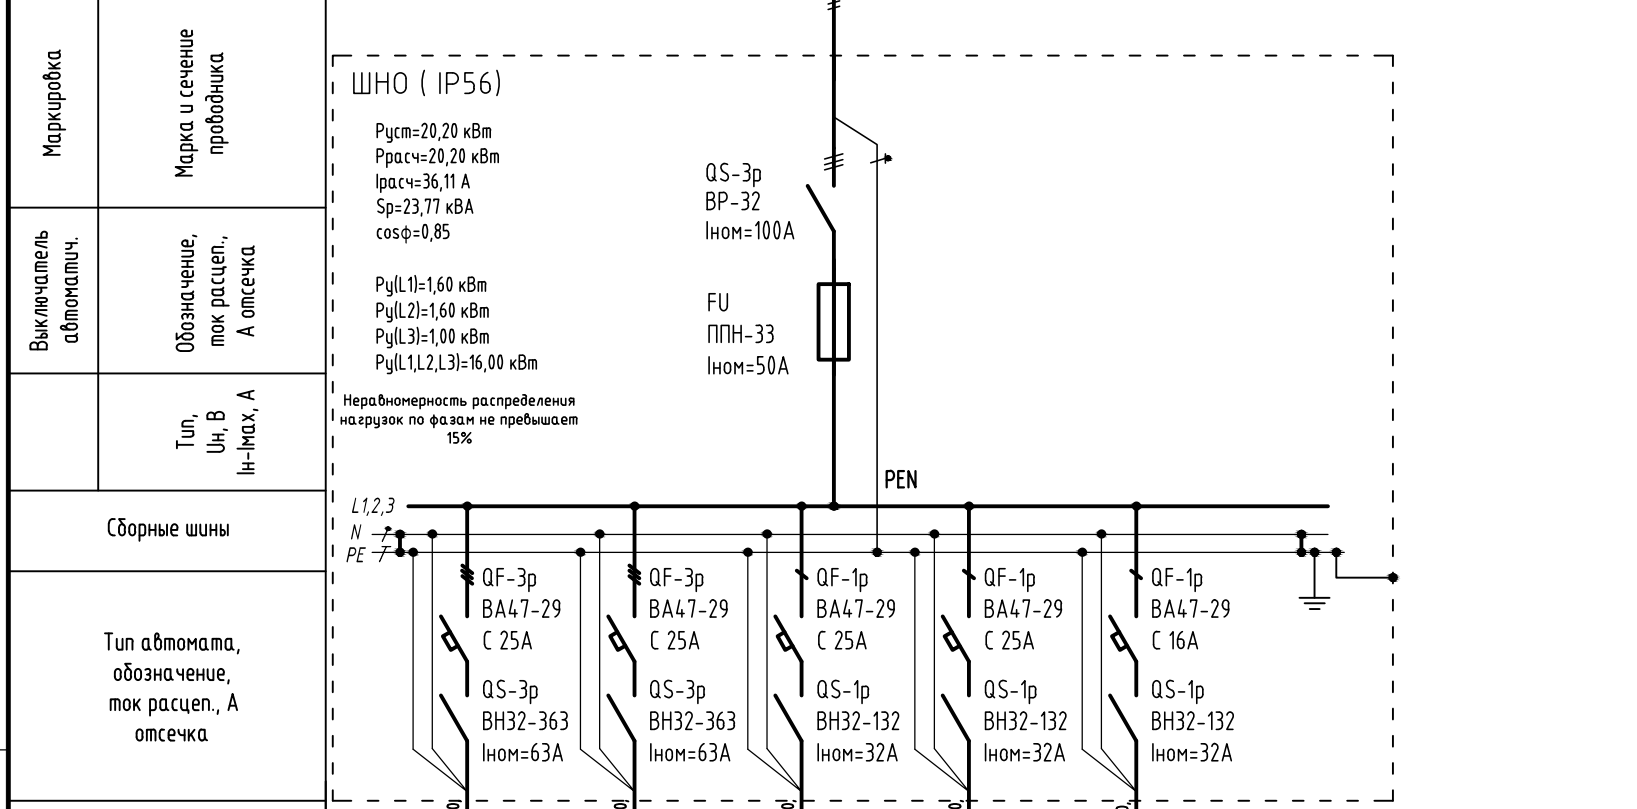 Маркировка
Марка и сечение
проводника
Выключатель
автоматич.
Обозначение,
ток расцеп.,
А отсечка
Тип,
Uн, В
Iн-Iмах, А
Сборные шины
Тип автомата,
обозначение,
ток расцеп., А
отсечка
ШНО ( IP56)
Руст=20,20 кВт
Ррасч=20,20 кВт
Iрасч=36,11 А
Sр=23,77 кВА
cosф=0,85
Ру(L1)=1,60 кВт
Ру(L2)=1,60 кВт
Ру(L3)=1,00 кВт
Ру(L1,L2,L3)=16,00 кВт
Неравномерность распределения
нагрузок по фазам не превышает
15%
QS-3р
ВР-32
Iном=100А
FU
ППН-33
Iном=50А
PEN
L1,2,3
N
PE
QF-3р
ВА47-29
С 25А
QS-3р
ВН32-363
Iном=63А
QF-3р
ВА47-29
С 25А
QS-3р
ВН32-363
Iном=63А
QF-1р
ВА47-29
С 25А
QS-1р
ВН32-132
Iном=32А
QF-1р
ВА47-29
С 25А
QS-1р
ВН32-132
Iном=32А
QF-1р
ВА47-29
С 16А
QS-1р
ВН32-132
Iном=32А